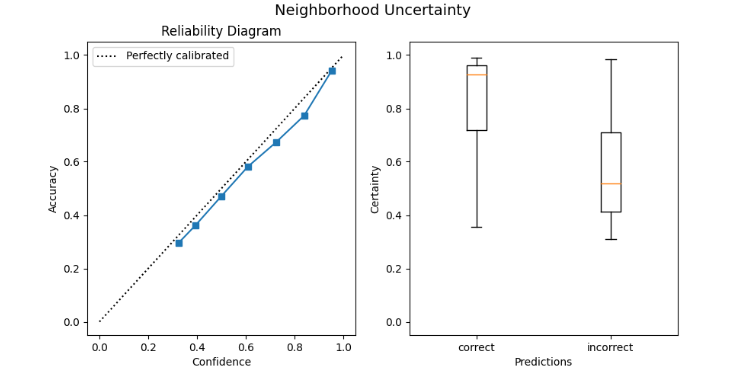 Neighborhood Uncertainty
Reliability Diagram
Perfectly calibrated
1.0
0.8
0.6
0.4
0.2
0.0
Accuracy
0.0 0.2 0.4 0.6 0.8 1.0
Confidence
1.0
0.8
0.6
0.4
0.2
0.0
Certainty
correct incorrect
Predictions